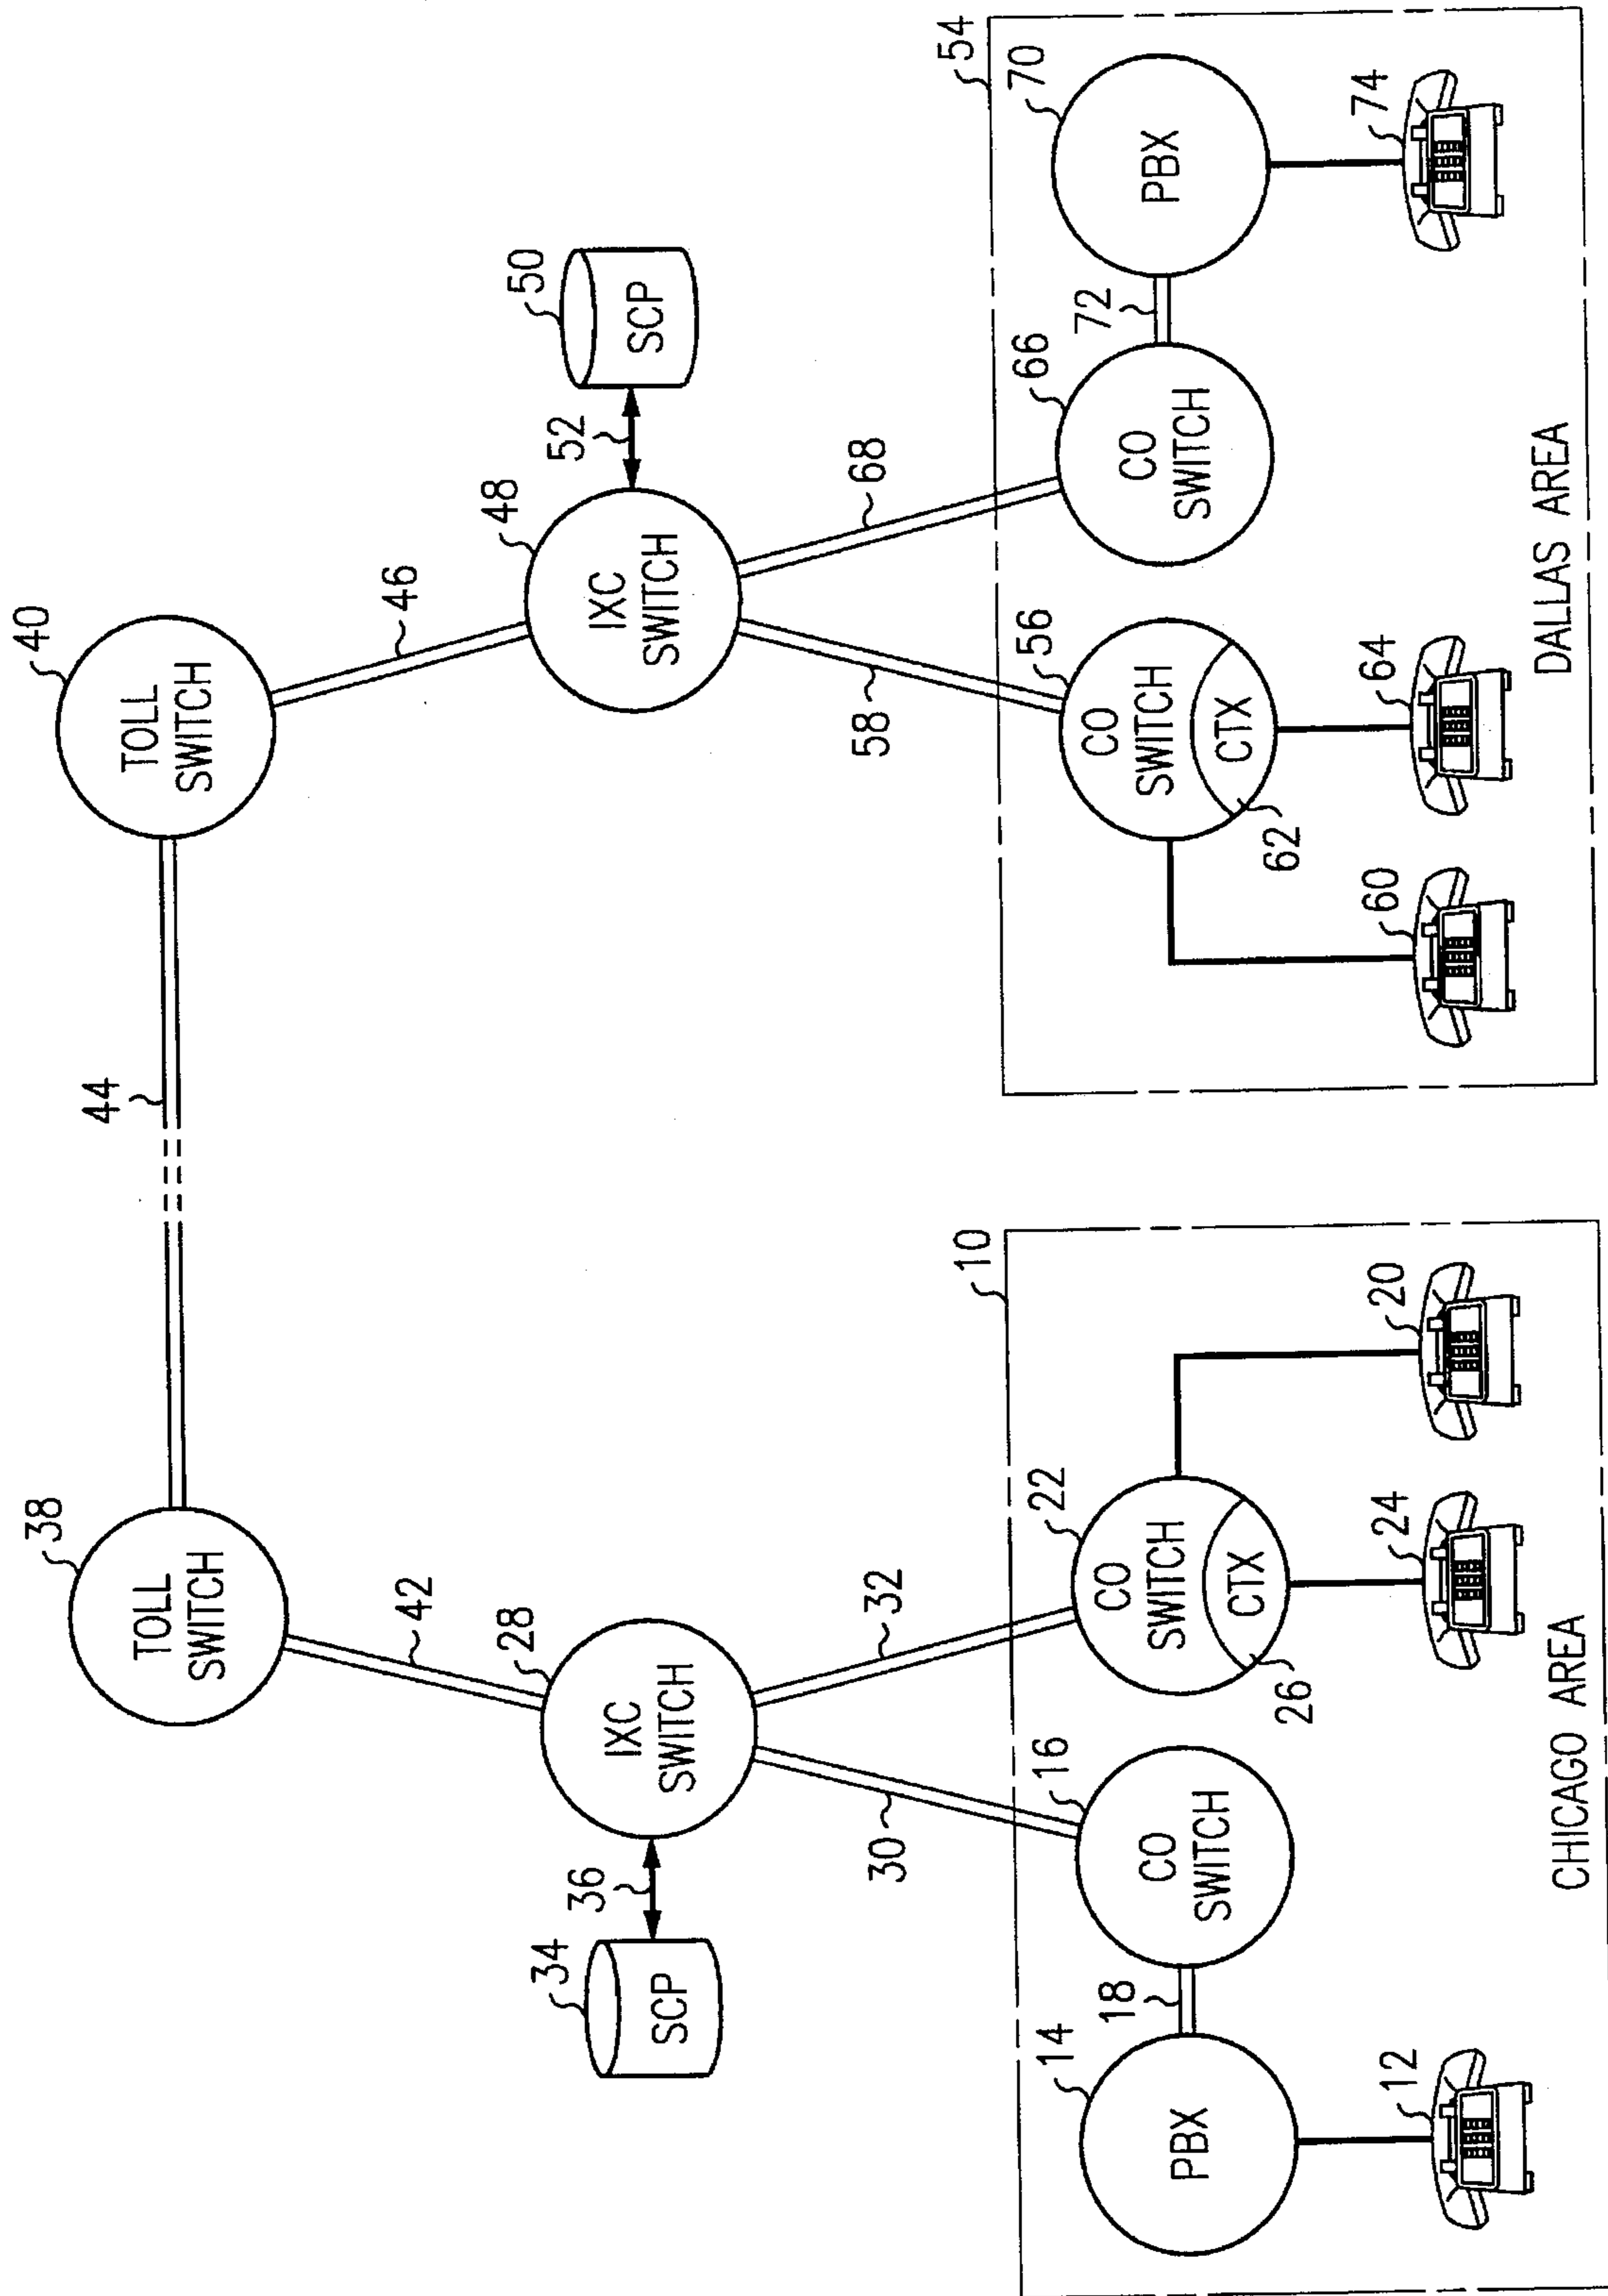 38
TOLL
SWITCH
44
40
TOLL
SWITCH
42
46
28
IXC
SWITCH
34
SCP
36
48
IXC
SWITCH
50
SCP
52
30
32
58
68
10
14
PBX
18
16
CO
SWITCH
22
CO
SWITCH
CTX
26
12
24
20
CHICAGO AREA
54
56
CO
SWITCH
CTX
62
66
CO
SWITCH
72
70
PBX
60
64
74
DALLAS AREA